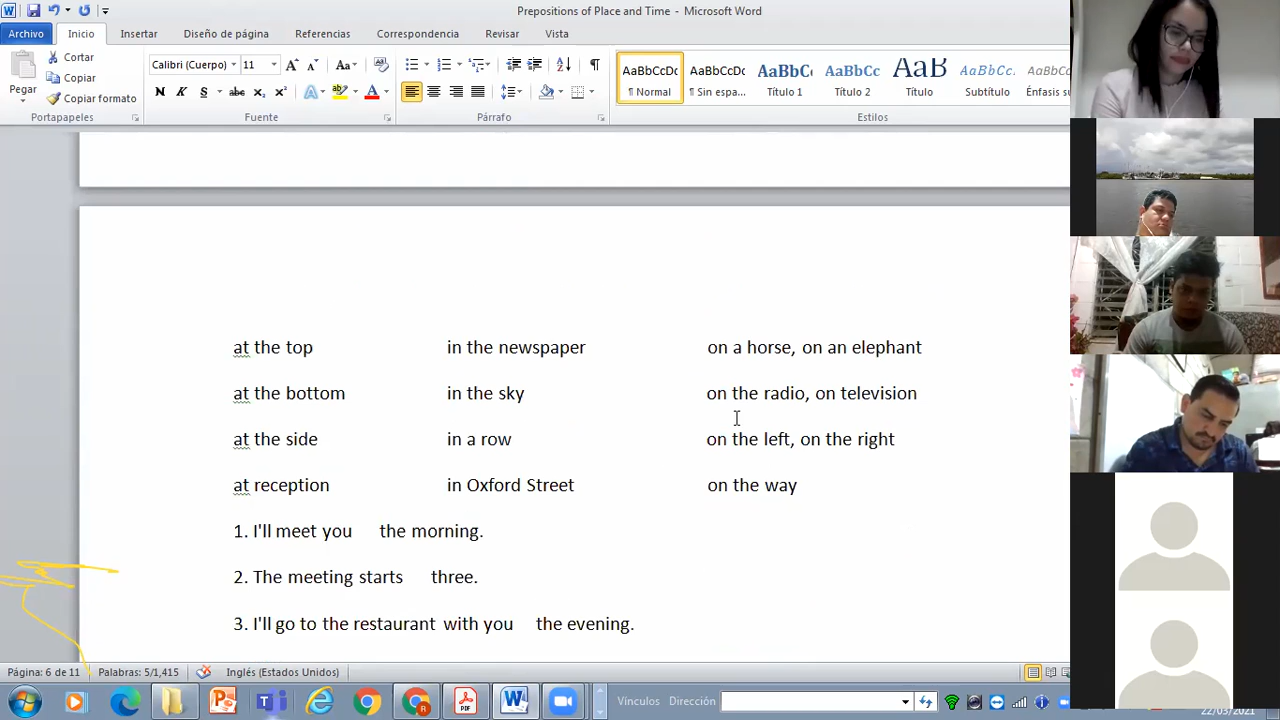 Prepositions of Place and Time - Microsoft Word
Archivo Inicio Insertar Diseño de página Referencias Correspondencia Revisar Vista
Pegar
Cortar
Copiar
Copiar formato
Portapapeles
Calibri (Cuerpo) 11
Fuente
Párrafo
AaBbCcDc AaBbCcDc AaBbC AaBbCc AaB AaBbCc
¶ Normal ¶ Sin espa... Título 1 Título 2 Título Subtítulo Énfasis su
Estilos
at the top in the newspaper on a horse, on an elephant
at the bottom in the sky on the radio, on television
at the side in a row on the left, on the right
at reception in Oxford Street on the way
1. I'll meet you the morning.
2. The meeting starts three.
3. I'll go to the restaurant with you the evening.
Página: 6 de 11 Palabras: 5/1,415 Inglés (Estados Unidos)
Vínculos Dirección
22/03/2021